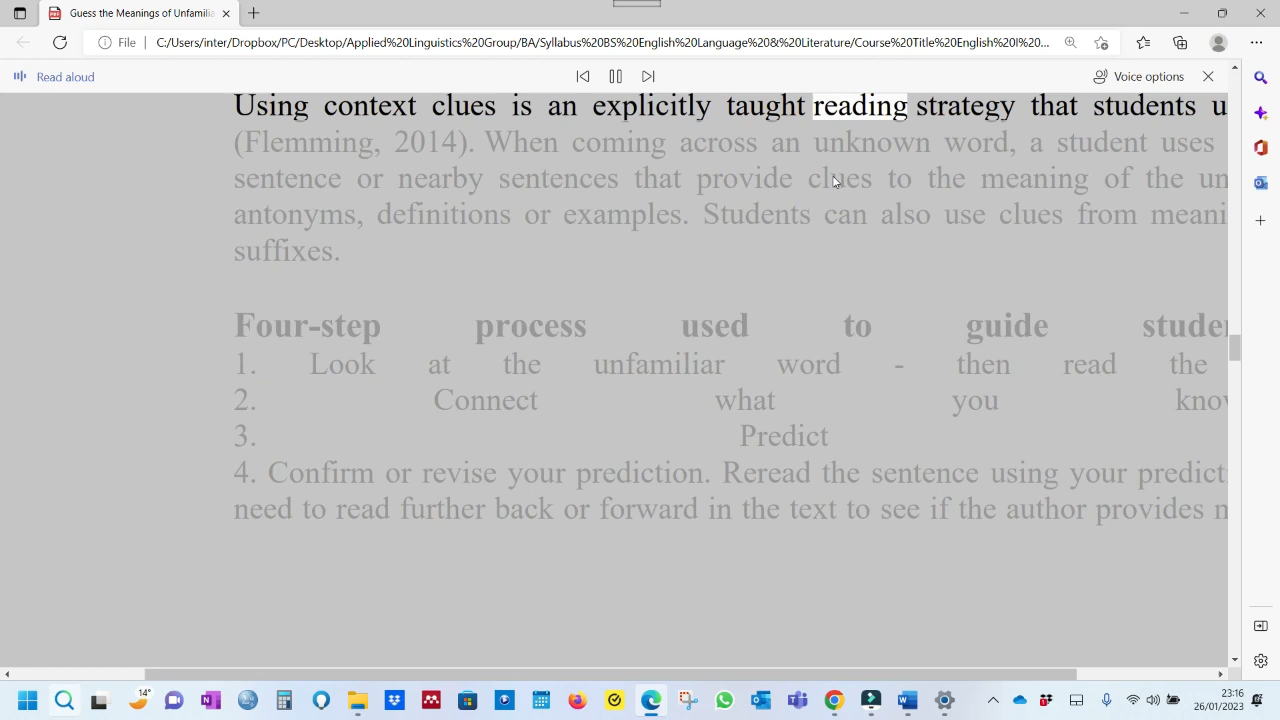 Guess the Meanings of Unfamilia
File
C:/Users/inter/Dropbox/PC/Desktop/Applied%20Linguistics%20Group/BA/Syllabus%20BS%20English%20Language%20&%20Literature/Course%20Title%20English%20I%20...
Read aloud
Voice options
Using context clues is an explicitly taught reading strategy that students u
(Flemming, 2014). When coming across an unknown word, a student uses
sentence or nearby sentences that provide clues to the meaning of the un
antonyms, definitions or examples. Students can also use clues from meani
suffixes.
Four-step process used to guide studen
1. Look at the unfamiliar word - then read the
2. Connect what you know
3. Predict
4. Confirm or revise your prediction. Reread the sentence using your predicti
need to read further back or forward in the text to see if the author provides m
14°
23:16
26/01/2023